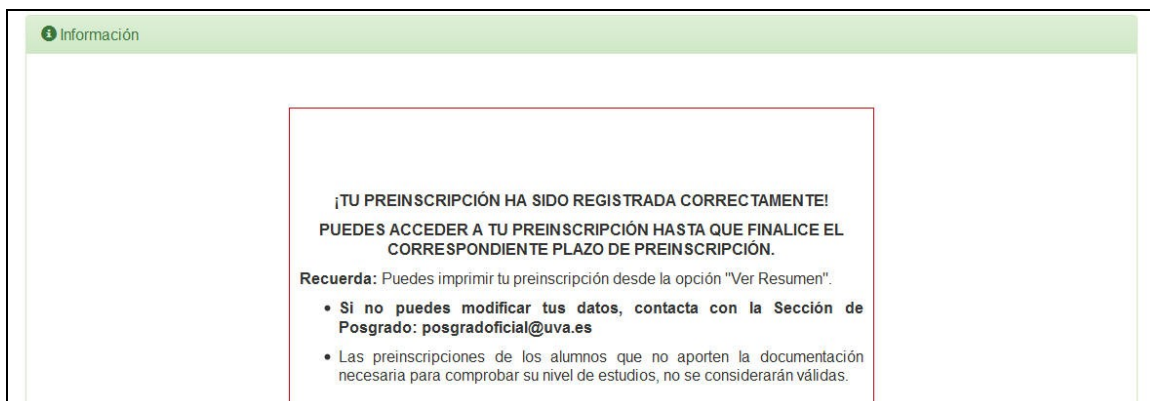 Información
¡TU PREINSCRIPCIÓN HA SIDO REGISTRADA CORRECTAMENTE!
PUEDES ACCEDER A TU PREINSCRIPCIÓN HASTA QUE FINALICE EL
CORRESPONDIENTE PLAZO DE PREINSCRIPCIÓN.
Recuerda: Puedes imprimir tu preinscripción desde la opción "Ver Resumen".
• Si no puedes modificar tus datos, contacta con la Sección de
Posgrado: posgradoficial@uva.es
• Las preinscripciones de los alumnos que no aporten la documentación
necesaria para comprobar su nivel de estudios, no se considerarán válidas.